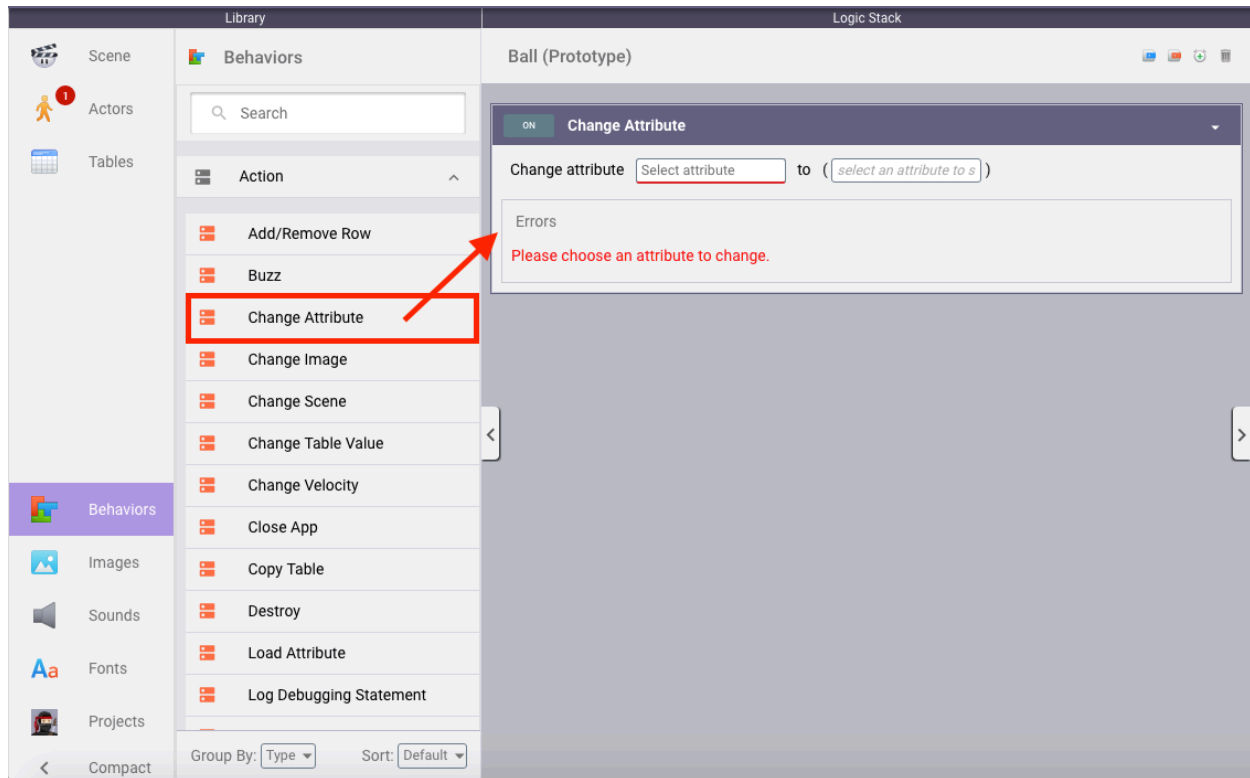 Library
Logic Stack
Scene
Actors
1
Tables
Behaviors
Images
Sounds
Fonts
Aa
Projects
Compact
Behaviors
Search
Action
Add/Remove Row
Buzz
Change Attribute
Change Image
Change Scene
Change Table Value
Change Velocity
Close App
Copy Table
Destroy
Load Attribute
Log Debugging Statement
Group By: Type Sort: Default
Ball (Prototype)
ON Change Attribute
Change attribute Select attribute to ( select an attribute to s )
Errors
Please choose an attribute to change.